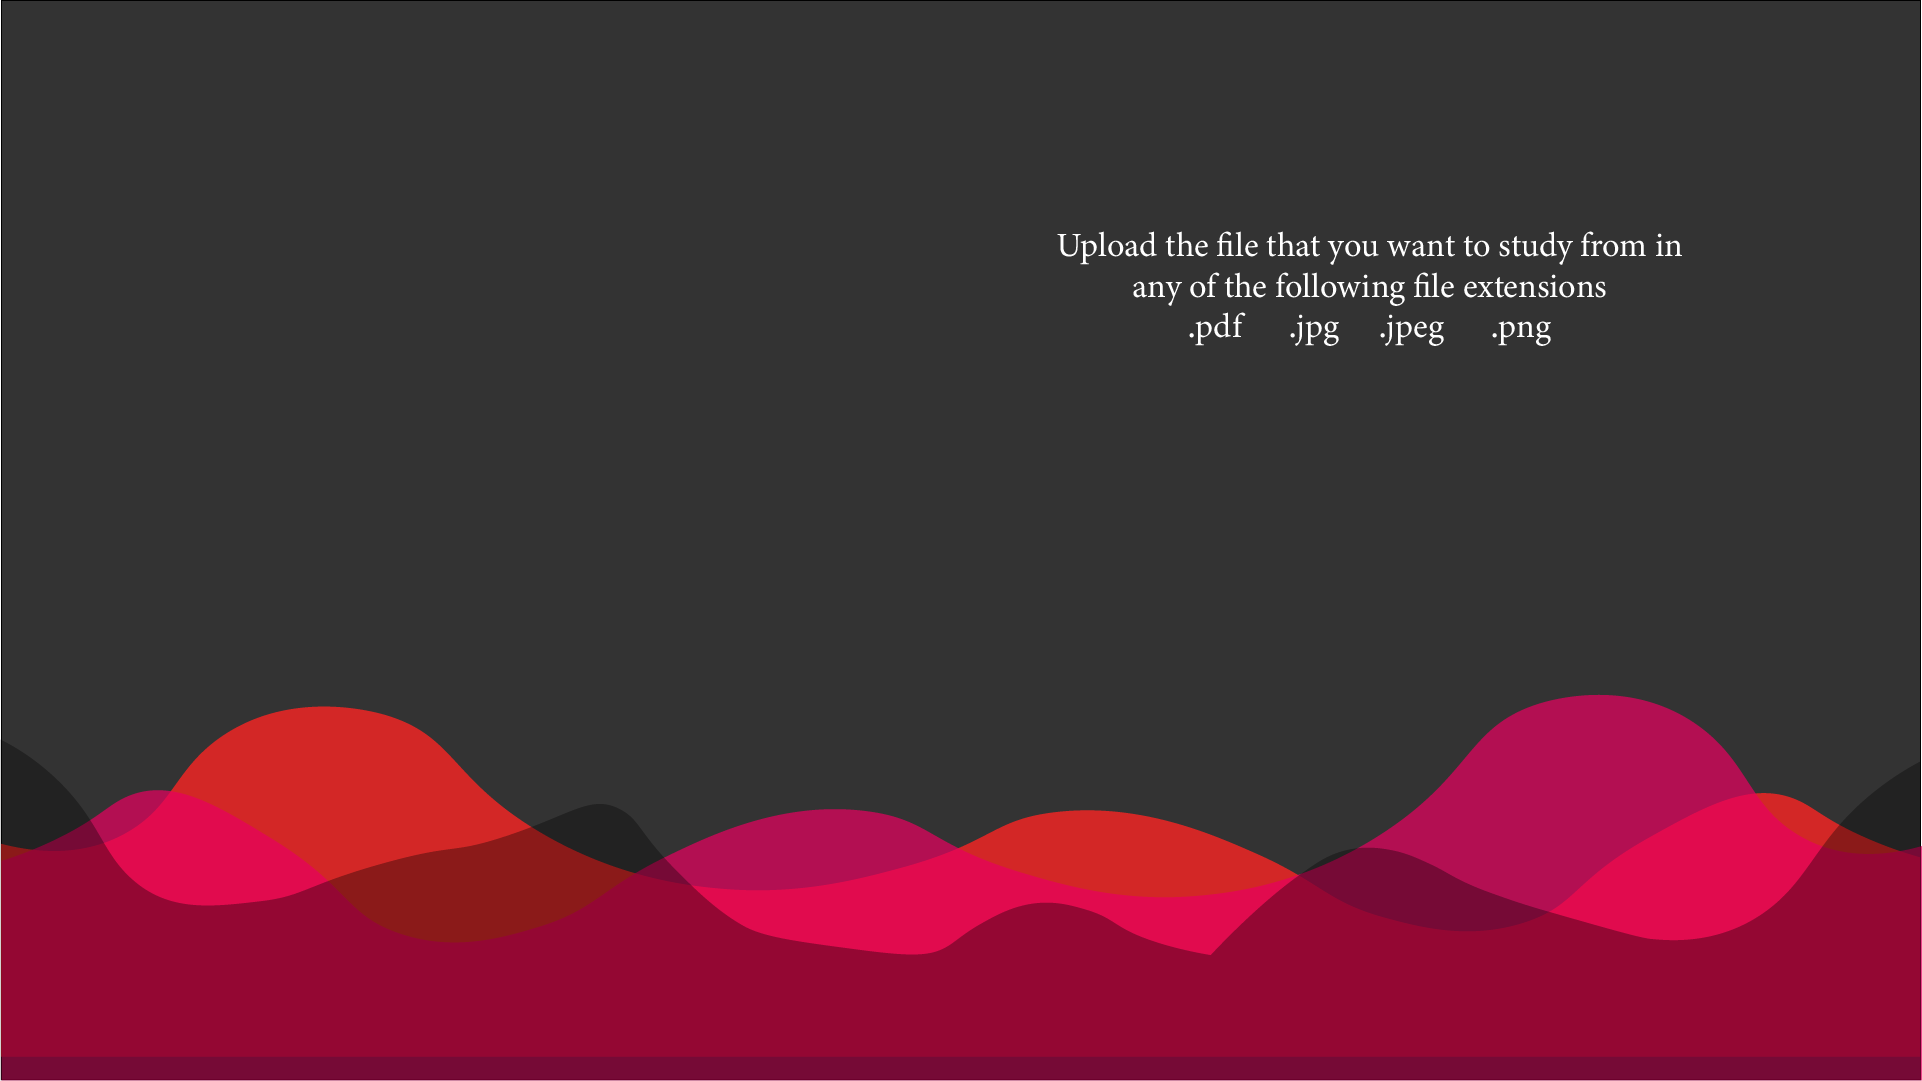 Upload the file that you want to study from in
any of the following file extensions
.pdf .jpg .jpeg .png